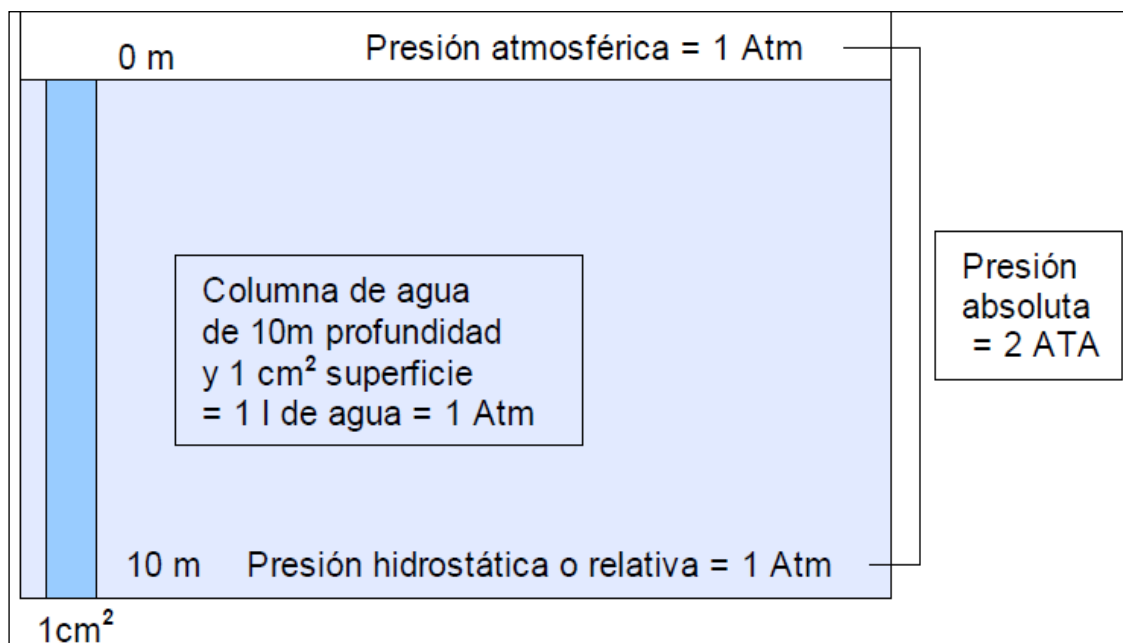 0 m
Presión atmosférica = 1 Atm
Columna de agua
de 10m profundidad
y 1 cm² superficie
= 1 l de agua = 1 Atm
Presión
absoluta
= 2 ATA
10 m
Presión hidrostática o relativa = 1 Atm
1cm²